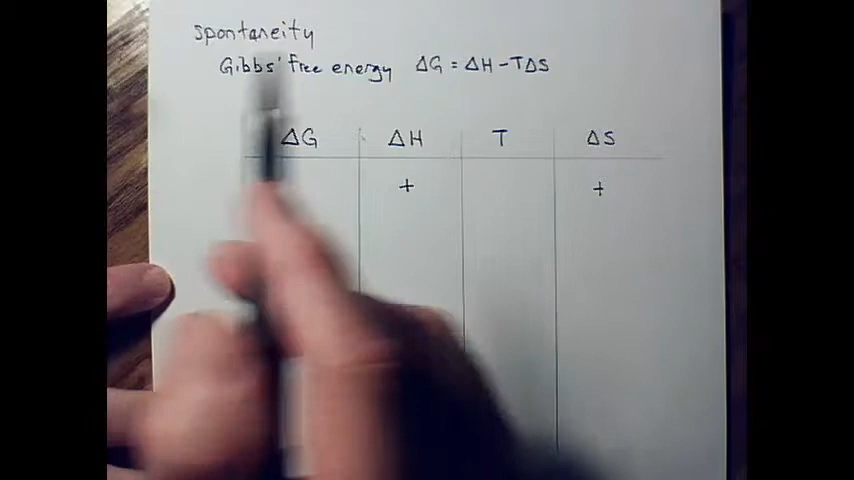 spontaneity
Gibbs' free energy ΔG = ΔH - TΔS
ΔG ΔH T ΔS
+ +